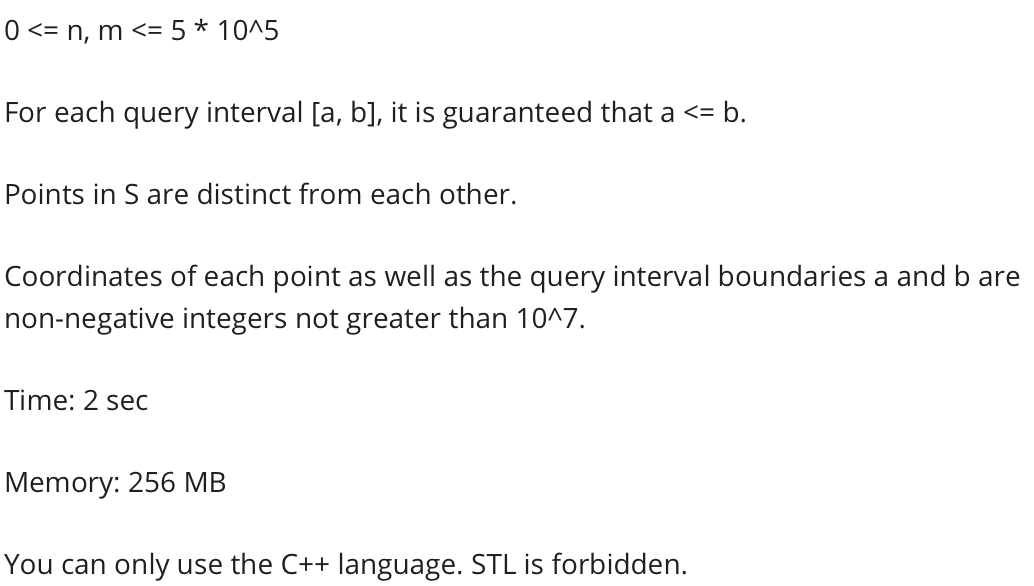 0 <= n, m <= 5 * 10^5
For each query interval [a, b], it is guaranteed that a <= b.
Points in S are distinct from each other.
Coordinates of each point as well as the query interval boundaries a and b are
non-negative integers not greater than 10^7.
Time: 2 sec
Memory: 256 MB
You can only use the C++ language. STL is forbidden.